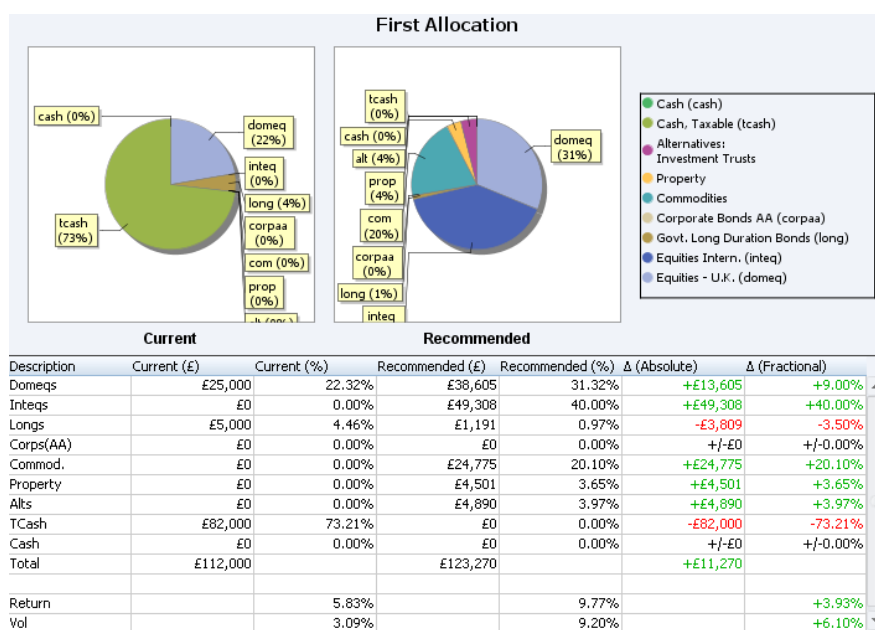 First Allocation
cash (0%)
domeq
(22%)
inteq
(0%)
long (4%)
corpaa
(0%)
com (0%)
prop
(0%)
tcash
(73%)
tcash
(0%)
cash (0%)
alt (4%)
prop
(4%)
com
(20%)
corpaa
(0%)
long (1%)
inteq
domeq
(31%)
Cash (cash)
Cash, Taxable (tcash)
Alternatives:
Investment Trusts
Property
Commodities
Corporate Bonds AA (corpaa)
Govt. Long Duration Bonds (long)
Equities Intern. (inteq)
Equities - U.K. (domeq)
Current
Recommended
Description Current (£) Current (%) Recommended (£) Recommended (%) Δ (Absolute) Δ (Fractional)
Domeqs £25,000 22.32% £38,605 31.32% +£13,605 +9.00%
Inteqs £0 0.00% £49,308 40.00% +£49,308 +40.00%
Longs £5,000 4.46% £1,191 0.97% -£3,809 -3.50%
Corps(AA) £0 0.00% £0 0.00% +/-£0 +/-0.00%
Commod. £0 0.00% £24,775 20.10% +£24,775 +20.10%
Property £0 0.00% £4,501 3.65% +£4,501 +3.65%
Alts £0 0.00% £4,890 3.97% +£4,890 +3.97%
TCash £82,000 73.21% £0 0.00% -£82,000 -73.21%
Cash £0 0.00% £0 0.00% +/-£0 +/-0.00%
Total £112,000 £123,270 +£11,270
Return 5.83% 9.77% +3.93%
Vol 3.09% 9.20% +6.10%